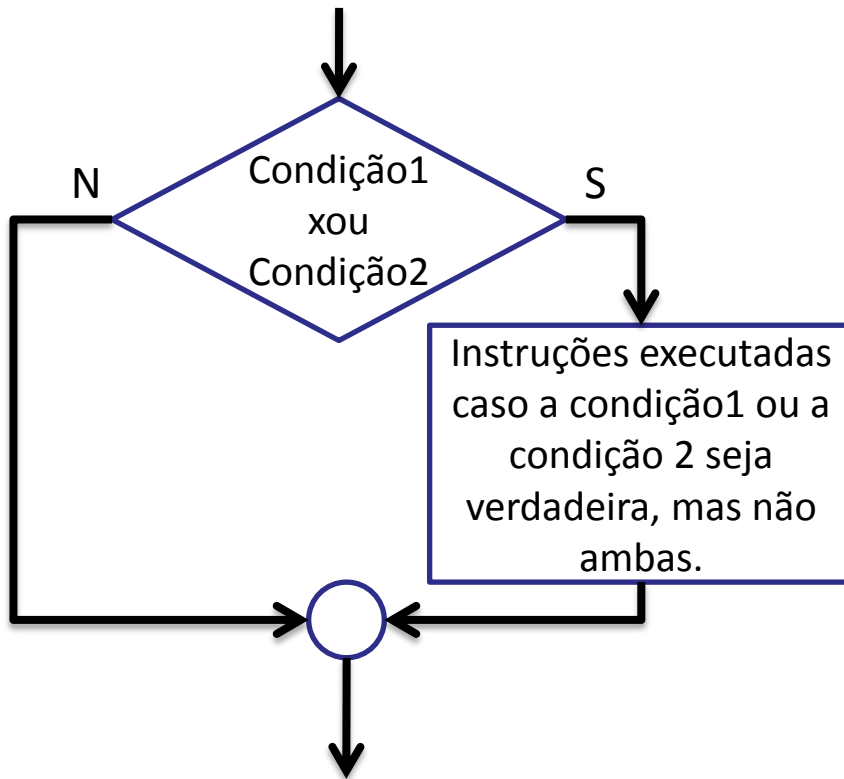 N
Condição1
xou
Condição2
S
Instruções executadas
caso a condição1 ou a
condição 2 seja
verdadeira, mas não
ambas.